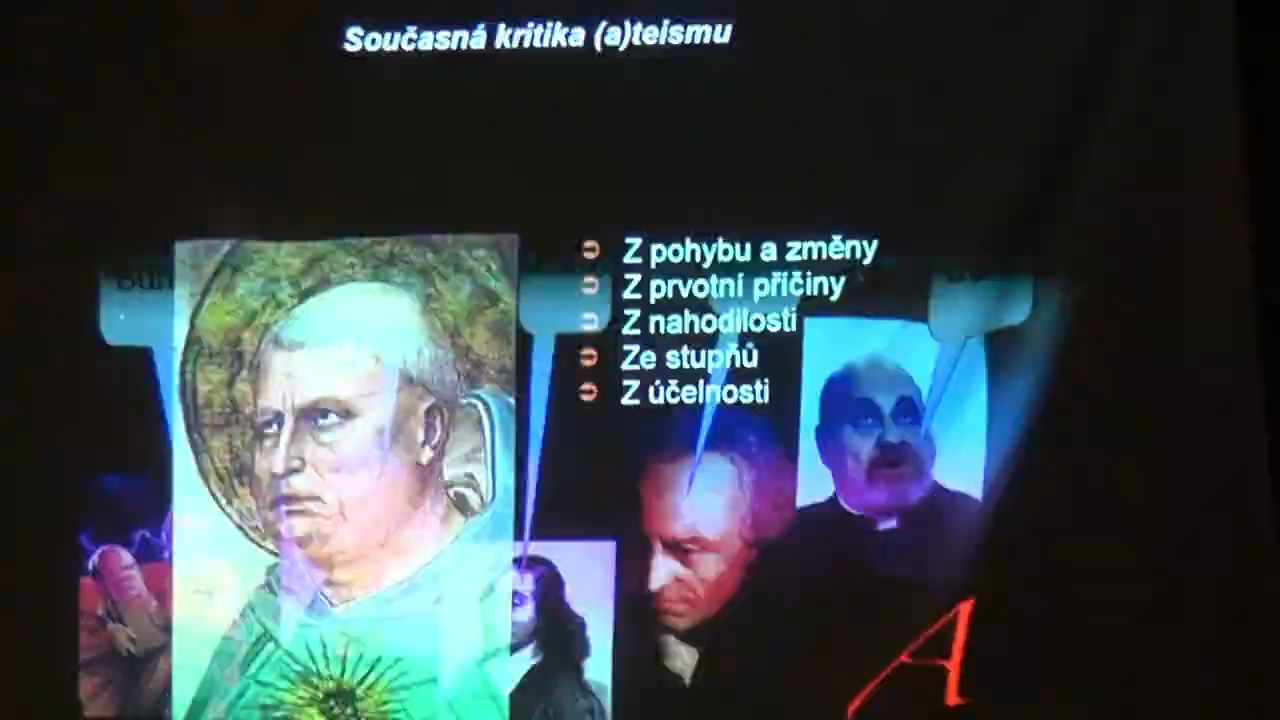 Současná kritika (a)teismu
Z pohybu a změny
Z prvotní příčiny
Z nahodilosti
Ze stupňů
Z účelnosti
A